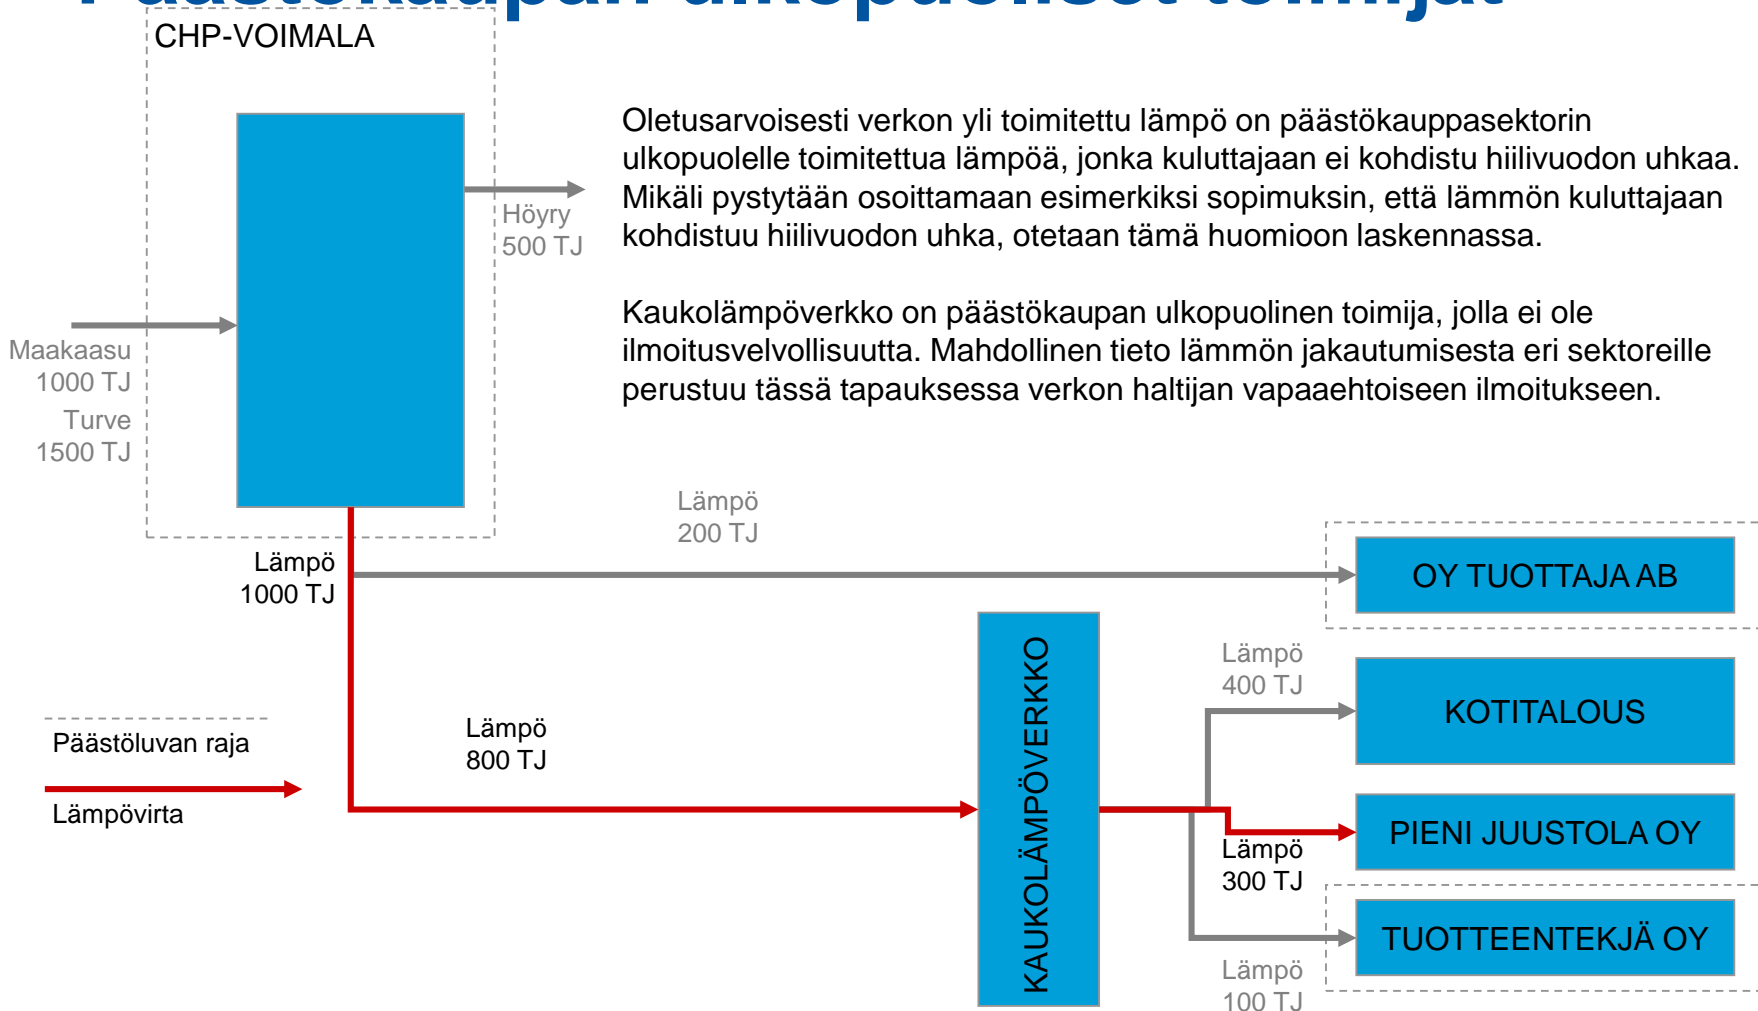 Päästökaupan ulkopuoliset toimijat
CHP-VOIMALA
Oletusarvoisesti verkon yli toimitettu lämpö on päästökauppasektorin
ulkopuolelle toimitettua lämpöä, jonka kuluttajaan ei kohdistu hiilivuodon uhkaa.
Mikäli pystytään osoittamaan esimerkiksi sopimuksin, että lämmön kuluttajaan
kohdistuu hiilivuodon uhka, otetaan tämä huomioon laskennassa.
Kaukolämpöverkko on päästökaupan ulkopuolinen toimija, jolla ei ole
ilmoitusvelvollisuutta. Mahdollinen tieto lämmön jakautumisesta eri sektoreille
perustuu tässä tapauksessa verkon haltijan vapaaehtoiseen ilmoitukseen.
Höyry
500 TJ
Maakaasu
1000 TJ
Turve
1500 TJ
Lämpö
200 TJ
Lämpö
1000 TJ
OY TUOTTAJA AB
Lämpö
400 TJ
KOTITALOUS
Päästöluvan raja
Lämpövirta
Lämpö
800 TJ
KAUKOLÄMPÖVERKKO
PIENI JUUSTOLA OY
Lämpö
300 TJ
TUOTTEENTEKJÄ OY
Lämpö
100 TJ